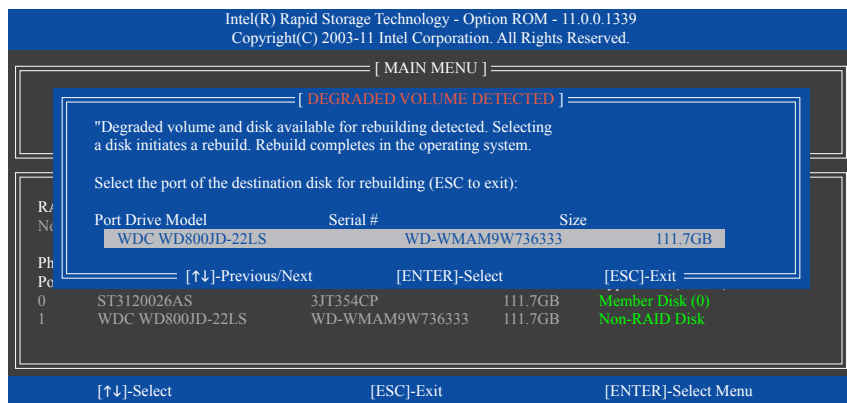 Intel(R) Rapid Storage Technology - Option ROM - 11.0.0.1339
Copyright(C) 2003-11 Intel Corporation. All Rights Reserved.
[ MAIN MENU ]
[ DEGRADED VOLUME DETECTED ]
"Degraded volume and disk available for rebuilding detected. Selecting
a disk initiates a rebuild. Rebuild completes in the operating system.
Select the port of the destination disk for rebuilding (ESC to exit):
Port Drive Model Serial # Size
WDC WD800JD-22LS WD-WMAM9W736333 111.7GB
[↑↓]-Previous/Next [ENTER]-Select [ESC]-Exit
0 ST3120026AS 3JT354CP 111.7GB Member Disk (0)
1 WDC WD800JD-22LS WD-WMAM9W736333 111.7GB Non-RAID Disk
[↑↓]-Select [ESC]-Exit [ENTER]-Select Menu